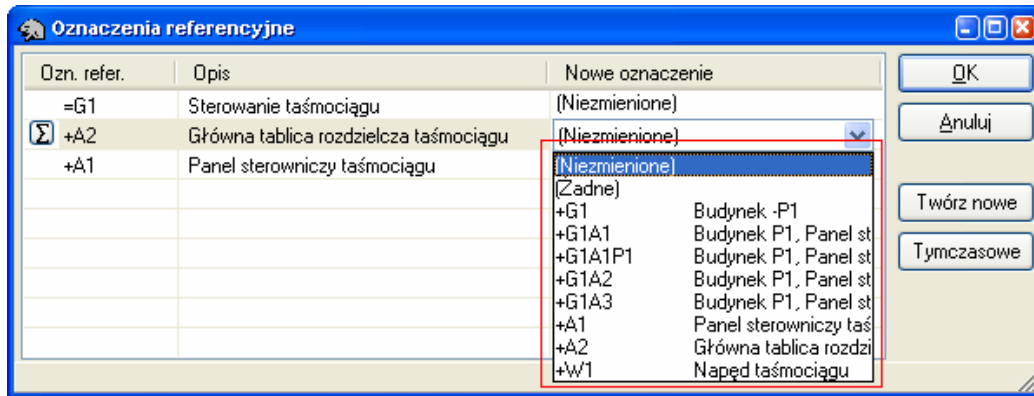 Oznaczenia referencyjne
Ozn. refer. Opis Nowe oznaczenie
=G1 Sterowanie taśmociągu (Niezmienione)
Σ +A2 Główna tablica rozdzielcza taśmociągu (Niezmienione)
+A1 Panel sterowniczy taśmociągu
(Niezmienione)
(Żadne)
+G1 Budynek -P1
+G1A1 Budynek P1, Panel st
+G1A1P1 Budynek P1, Panel st
+G1A2 Budynek P1, Panel st
+G1A3 Budynek P1, Panel st
+A1 Panel sterowniczy taś
+A2 Główna tablica rozdzi
+W1 Napęd taśmociągu
OK
Anuluj
Twórz nowe
Tymczasowe